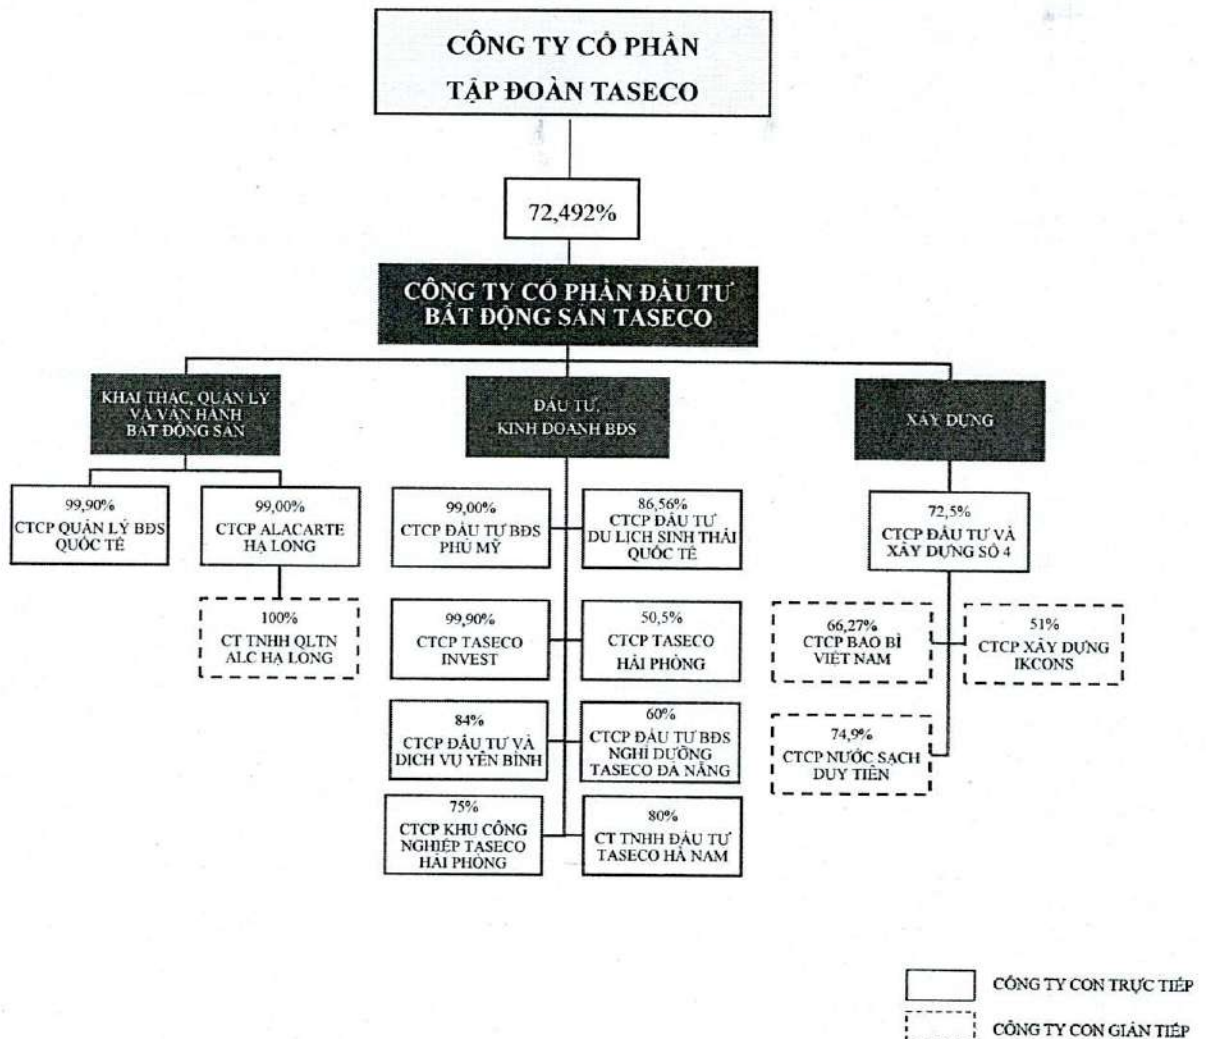 CÔNG TY CỔ PHẦN
TẬP ĐOÀN TASECO
72,492%
CÔNG TY CỔ PHẦN ĐẦU TƯ
BẤT ĐỘNG SẢN TASECO
KHAI THÁC, QUẢN LÝ
VÀ VẬN HÀNH
BẤT ĐỘNG SẢN
ĐẦU TƯ,
KINH DOANH BĐS
XÂY DỰNG
99,90%
CTCP QUẢN LÝ BĐS
QUỐC TẾ
99,00%
CTCP ALACARTE
HẠ LONG
100%
CT TNHH QLTN
ALC HẠ LONG
99,00%
CTCP ĐẦU TƯ BĐS
PHÚ MỸ
86,56%
CTCP ĐẦU TƯ
DU LỊCH SINH THÁI
QUỐC TẾ
99,90%
CTCP TASECO
INVEST
50,5%
CTCP TASECO
HẢI PHÒNG
84%
CTCP ĐẦU TƯ VÀ
DỊCH VỤ YÊN BÌNH
60%
CTCP ĐẦU TƯ BĐS
NGHỈ DƯỠNG
TASECO ĐÀ NẴNG
75%
CTCP KHU CÔNG
NGHIỆP TASECO
HẢI PHÒNG
80%
CT TNHH ĐẦU TƯ
TASECO HÀ NAM
72,5%
CTCP ĐẦU TƯ VÀ
XÂY DỰNG SỐ 4
66,27%
CTCP BAO BÌ
VIỆT NAM
51%
CTCP XÂY DỰNG
IKCONS
74,9%
CTCP NƯỚC SẠCH
DUY TIÊN
CÔNG TY CON TRỰC TIẾP
CÔNG TY CON GIÁN TIẾP